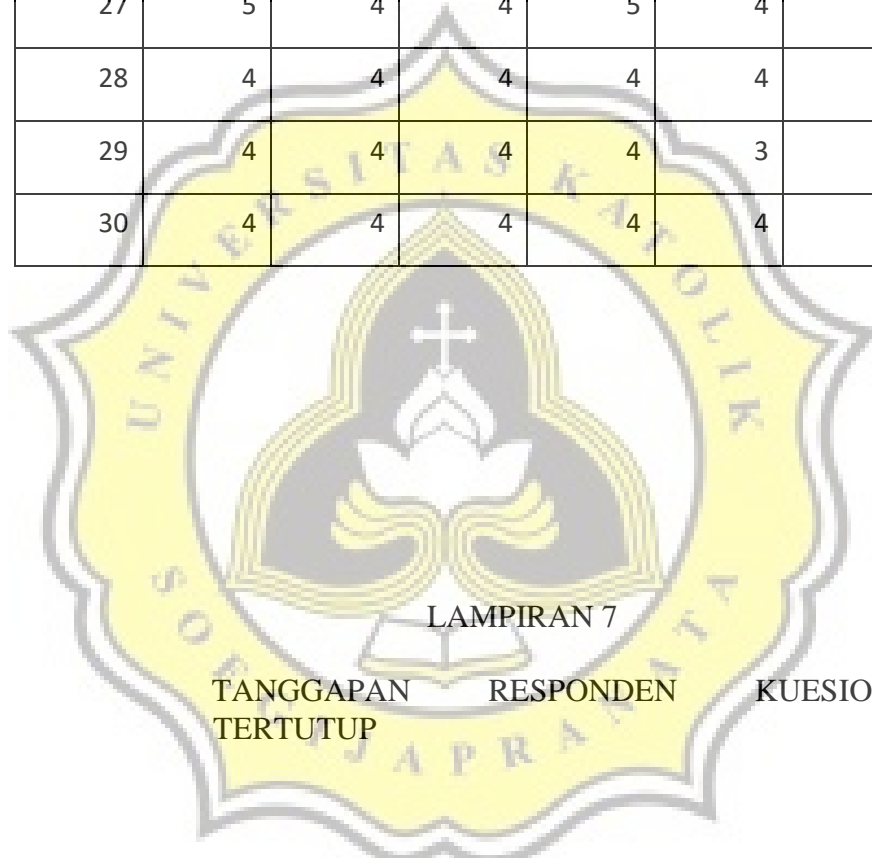 27 5 4 4 5 4
28 4 4 4 4 4
29 4 4 4 4 3
30 4 4 4 4 4
UNIVERSITAS KATOLIK
SOEGIJAPRANATA
LAMPIRAN 7
TANGGAPAN RESPONDEN KUESIO
TERTUTUP